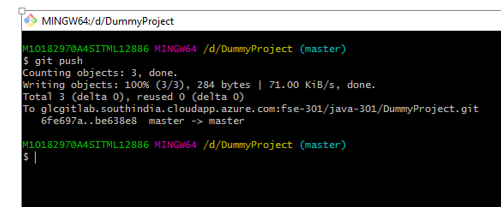 MINGW64:/d/DummyProject
M1018297@A4SITML12886 MINGW64 /d/DummyProject (master)
$ git push
Counting objects: 3, done.
Writing objects: 100% (3/3), 284 bytes | 71.00 KiB/s, done.
Total 3 (delta 0), reused 0 (delta 0)
To glcgitlab.southindia.cloudapp.azure.com:fse-301/java-301/DummyProject.git
   6fe697a..be638e8  master -> master
M1018297@A4SITML12886 MINGW64 /d/DummyProject (master)
$